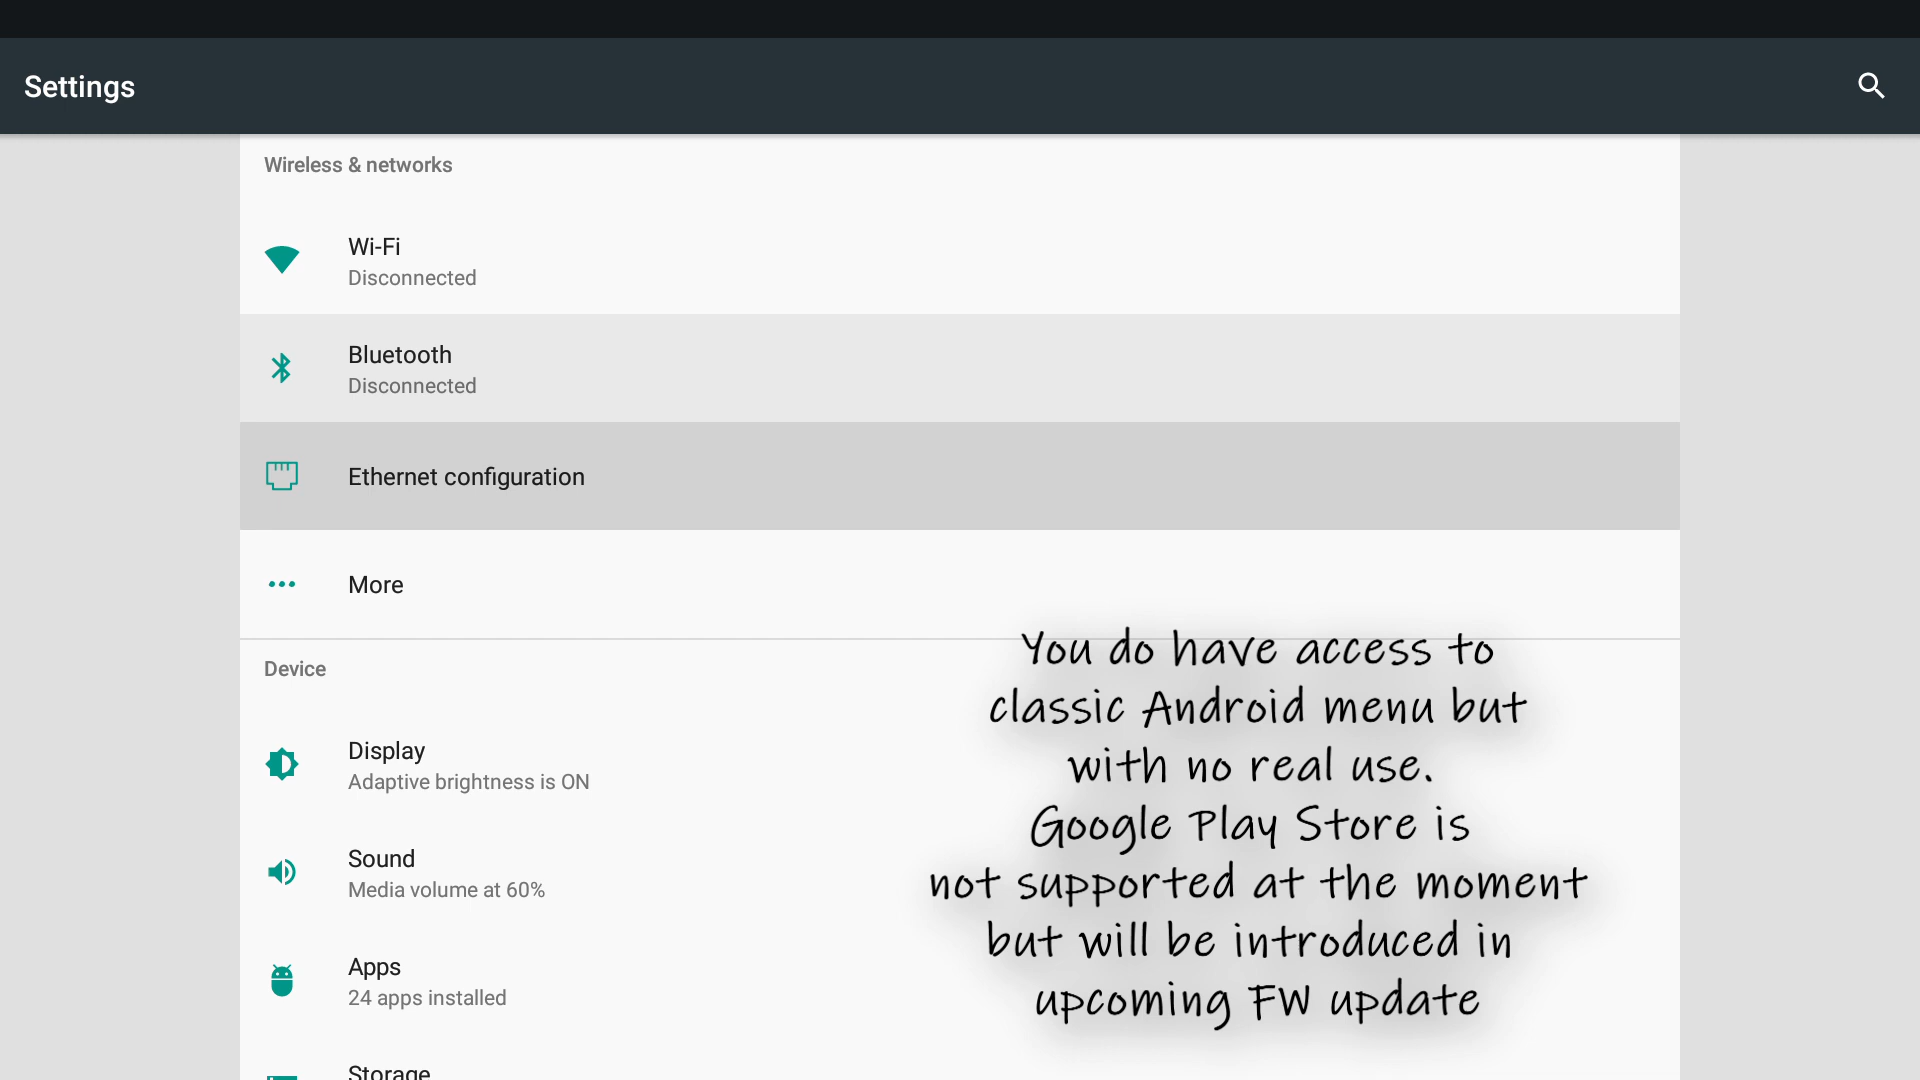 Settings
Wireless & networks
Wi-Fi
Disconnected
Bluetooth
Disconnected
Ethernet configuration
More
Device
Display
Adaptive brightness is ON
Sound
Media volume at 60%
Apps
24 apps installed
Storage
You do have access to
classic Android menu but
with no real use.
Google Play Store is
not supported at the moment
but will be introduced in
upcoming FW update